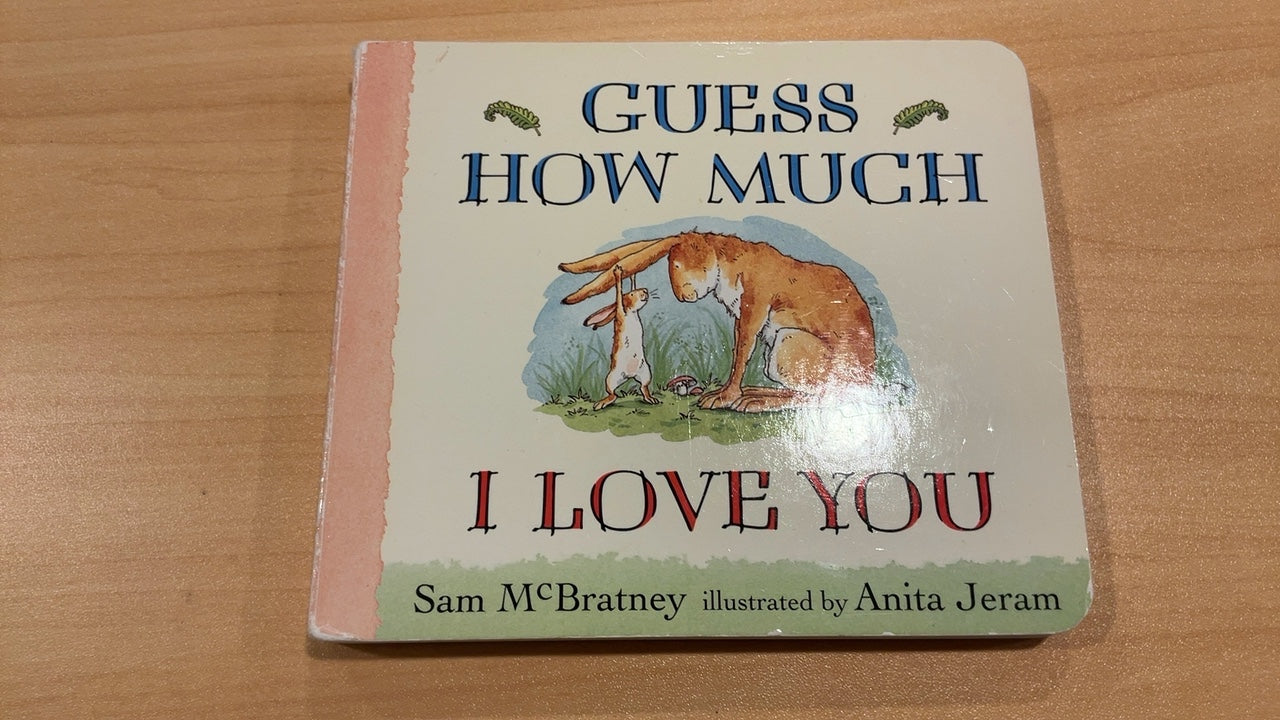 GUESS
HOW MUCH
I LOVE YOU
Sam McBratney illustrated by Anita Jeram